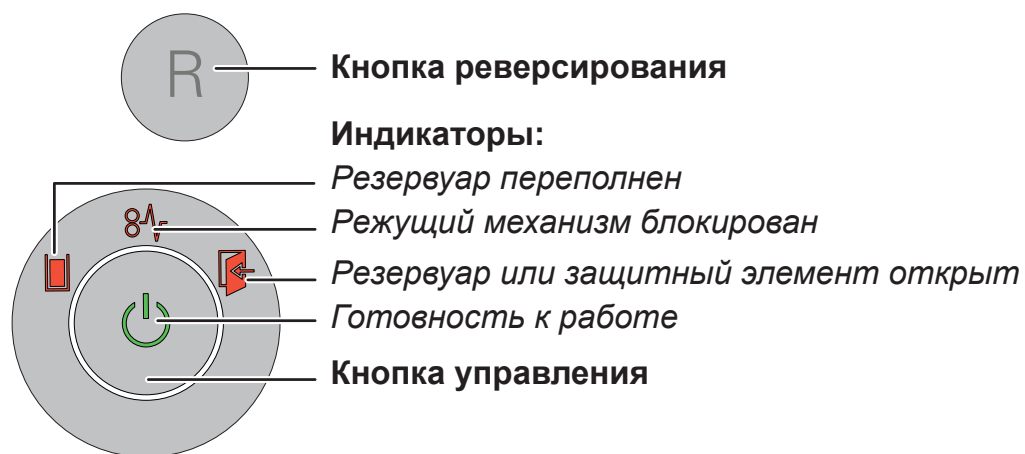 R
Кнопка реверсирования
Индикаторы:
Резервуар переполнен
Режущий механизм блокирован
Резервуар или защитный элемент открыт
Готовность к работе
Кнопка управления